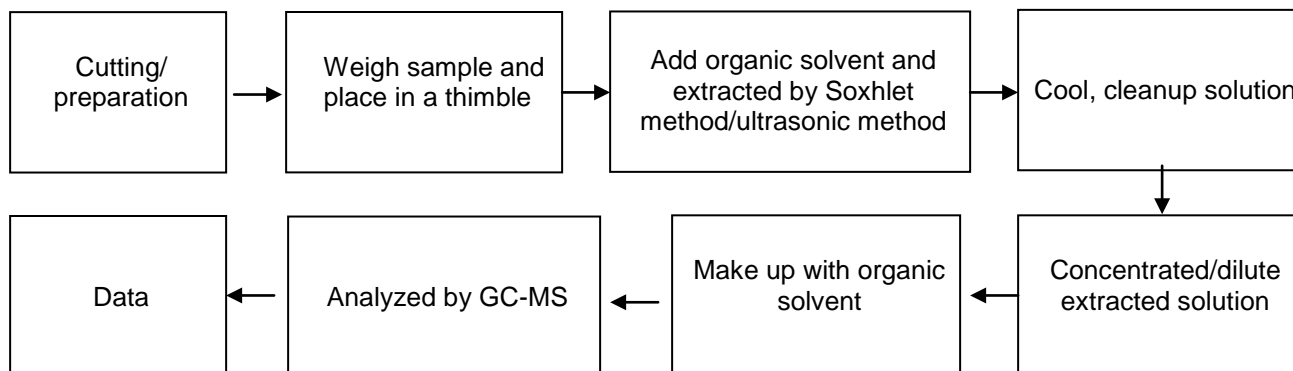 Cutting/
preparation
Weigh sample and
place in a thimble
Add organic solvent and
extracted by Soxhlet
method/ultrasonic method
Cool, cleanup solution
Concentrated/dilute
extracted solution
Make up with organic
solvent
Analyzed by GC-MS
Data